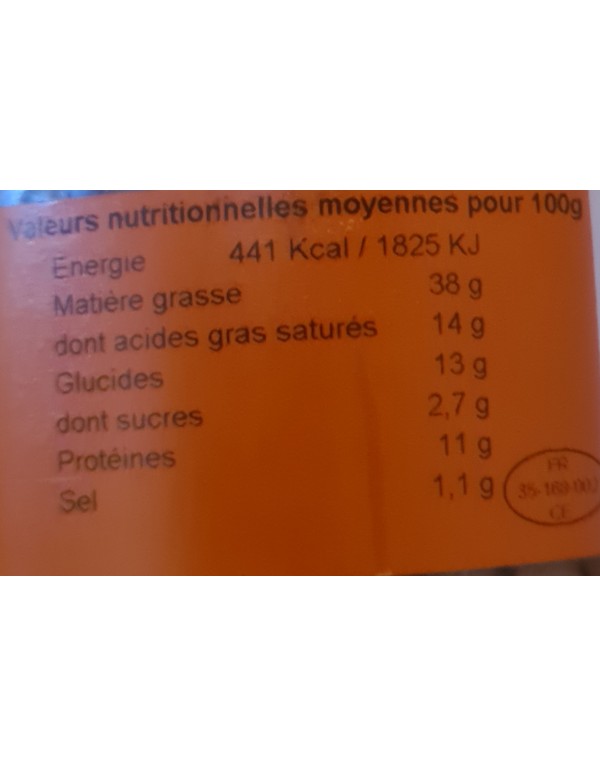 Valeurs nutritionnelles moyennes pour 100g
Energie 441 Kcal / 1825 KJ
Matière grasse 38 g
dont acides gras saturés 14 g
Glucides 13 g
dont sucres 2,7 g
Protéines 11 g
Sel 1,1 g
FR
CE